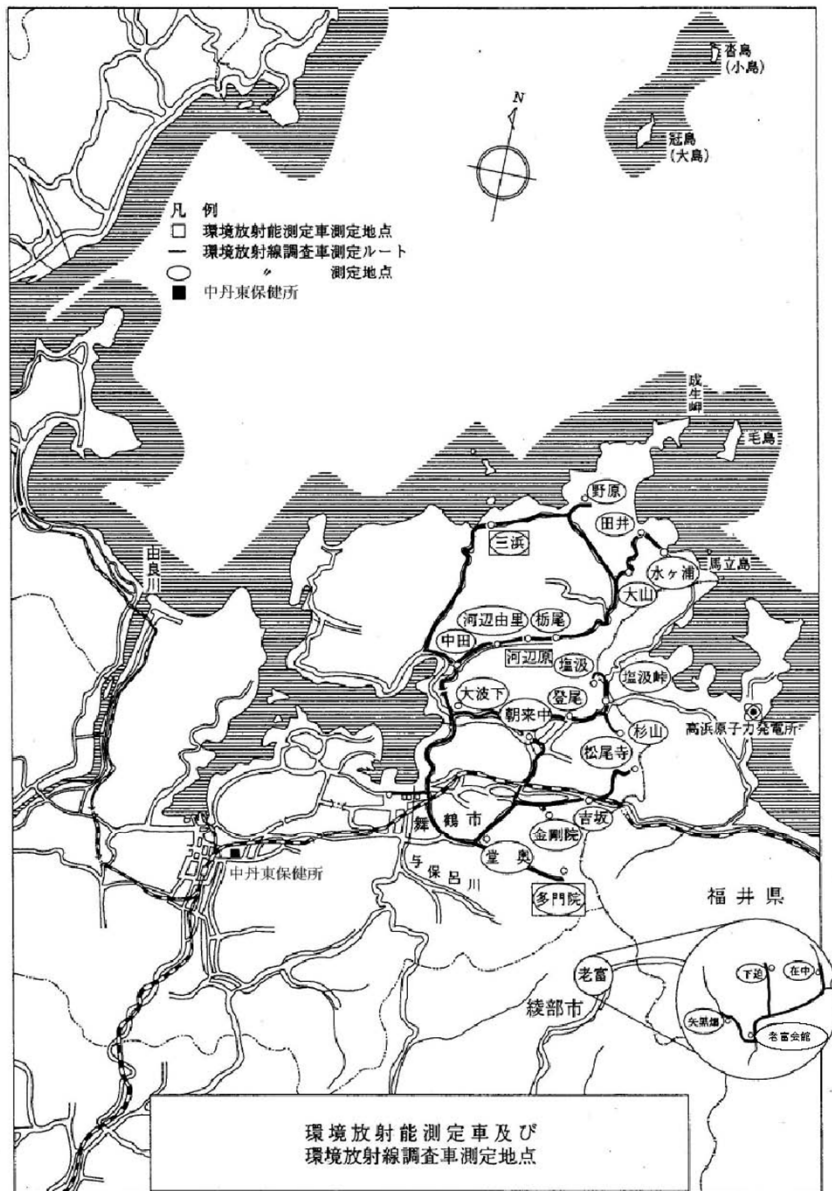 沓島
(小島)
N
冠島
(大島)
凡 例
□ 環境放射能測定車測定地点
― 環境放射線調査車測定ルート
○ 〃 測定地点
■ 中丹東保健所
成生岬
毛島
野原
田井
三浜
水ヶ浦
馬立島
大山
由良川
河辺由里
栃尾
中田
河辺原
塩汲
塩汲峠
大波下
登尾
朝来中
杉山
高浜原子力発電所
松尾寺
吉坂
舞鶴市
金剛院
堂奥
中丹東保健所
与保呂川
多門院
福井県
老富
綾部市
下迫
在中
矢黒畑
老富会館
環境放射能測定車及び
環境放射線調査車測定地点